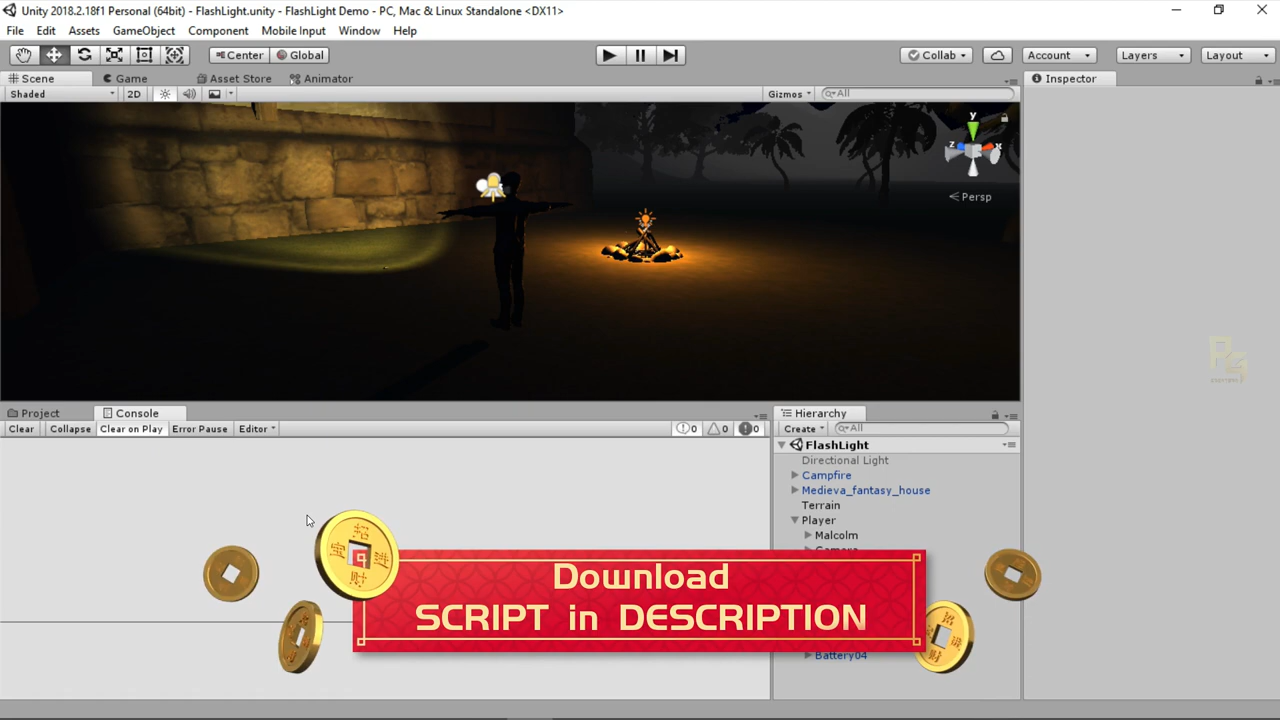 Unity 2018.2.18f1 Personal (64bit) - FlashLight.unity - FlashLight Demo - PC, Mac & Linux Standalone <DX11>
File Edit Assets GameObject Component Mobile Input Window Help
Center Global Collab Account Layers Layout
Scene Game Asset Store Animator Inspector
Shaded 2D Gizmos All
y
z x
Persp
Project Console Hierarchy
Clear Collapse Clear on Play Error Pause Editor 0 0 0 Create All
FlashLight
Directional Light
Campfire
Medieva_fantasy_house
Terrain
Player
Malcolm
Download
SCRIPT in DESCRIPTION
Battery04